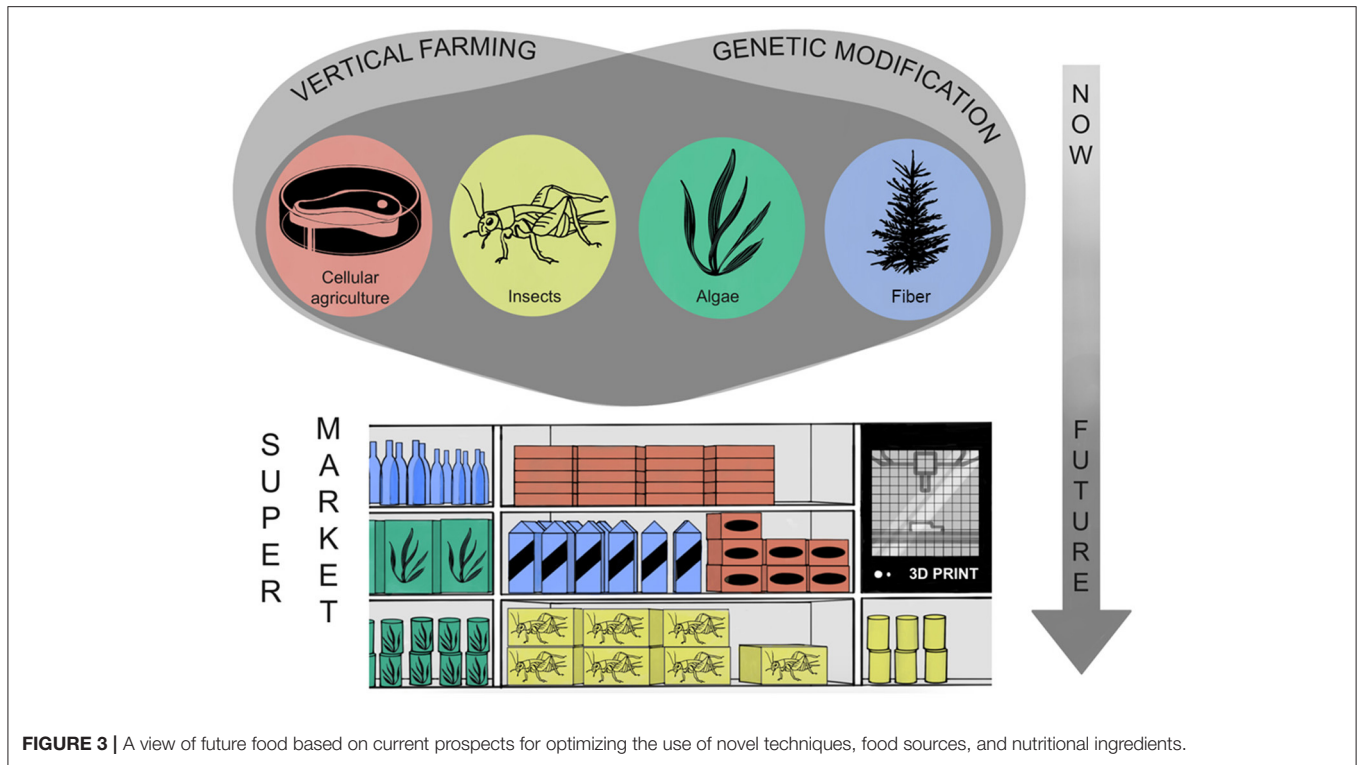 VERTICAL FARMING
GENETIC MODIFICATION
NOW
Cellular
agriculture
Insects
Algae
Fiber
SUPER
MARKET
FUTURE
3D PRINT
FIGURE 3 | A view of future food based on current prospects for optimizing the use of novel techniques, food sources, and nutritional ingredients.